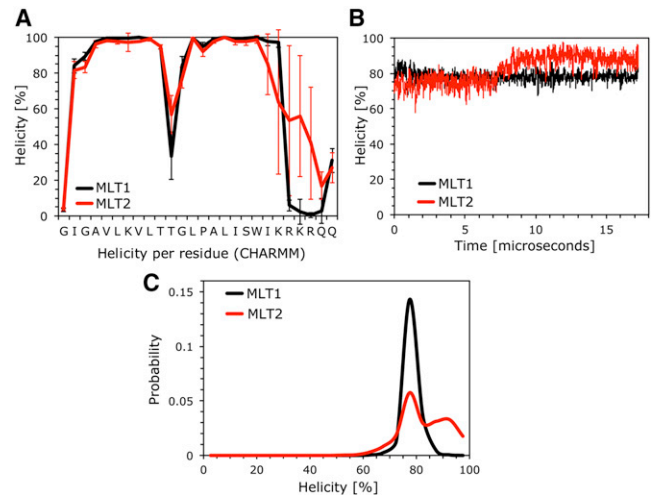 A
Helicity [%]
100
80
60
40
20
0
MLT1
MLT2
G I G A V L K V L T T G L P A L I S W I K R K R Q Q
Helicity per residue (CHARMM)
B
Helicity [%]
100
80
60
40
20
0
MLT1
MLT2
0 5 10 15
Time [microseconds]
C
Probability
0.15
0.1
0.05
0
MLT1
MLT2
0 20 40 60 80 100
Helicity [%]